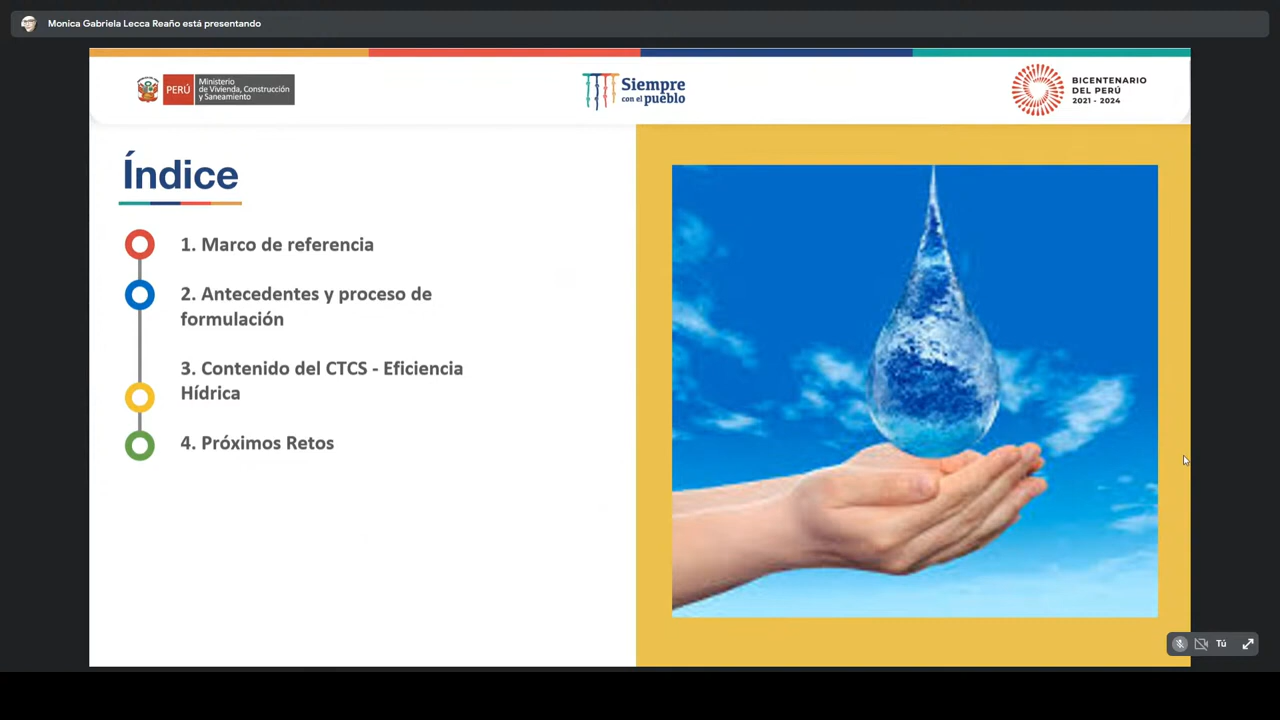 Monica Gabriela Lecca Reaño está presentando
PERÚ
Ministerio
de Vivienda, Construcción
y Saneamiento
Siempre
con el pueblo
BICENTENARIO
DEL PERÚ
2021 - 2024
Índice
1. Marco de referencia
2. Antecedentes y proceso de
formulación
3. Contenido del CTCS - Eficiencia
Hídrica
4. Próximos Retos
Tú